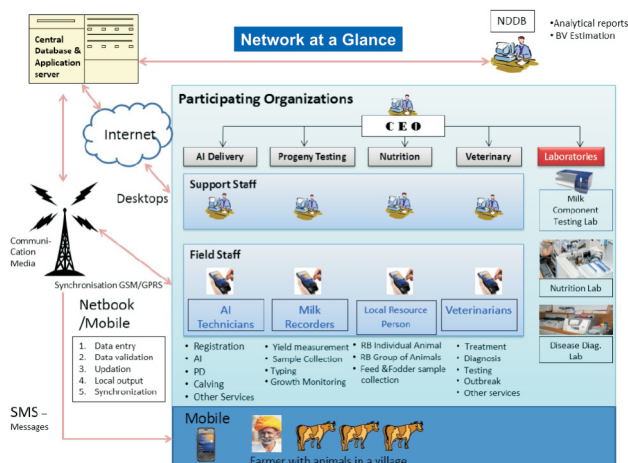 Network at a Glance
NDDB
•Analytical reports
• BV Estimation
Central
Database &
Application
server
Internet
Desktops
Communi-
Cation
Media
Synchronisation GSM/GPRS
Netbook
/Mobile
1. Data entry
2. Data validation
3. Updation
4. Local output
5. Synchronization
SMS –
Messages
Participating Organizations
CEO
AI Delivery
Progeny Testing
Nutrition
Veterinary
Laboratories
Support Staff
Milk
Component
Testing Lab
Nutrition Lab
Disease Diag.
Lab
Field Staff
AI
Technicians
Milk
Recorders
Local Resource
Person
Veterinarians
• Registration
• AI
• PD
• Calving
• Other Services
• Yield measurement
• Sample Collection
• Typing
• Growth Monitoring
• RB Individual Animal
• RB Group of Animals
• Feed &Fodder sample
collection
• Treatment
• Diagnosis
• Testing
• Outbreak
• Other services
Mobile
Farmer with animals in a village